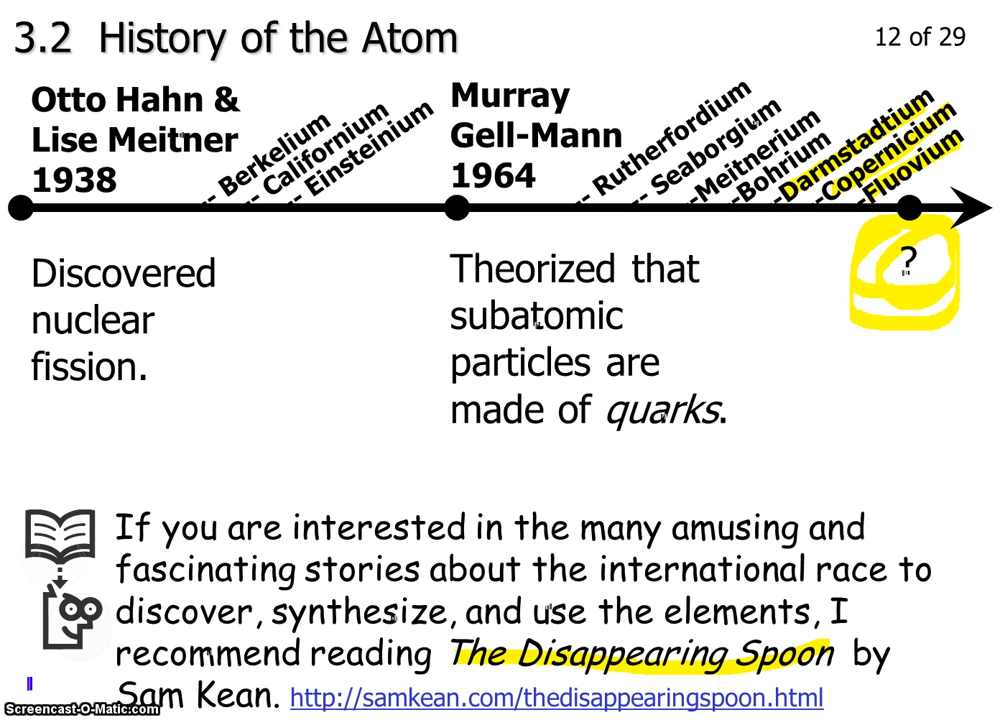 3.2 History of the Atom
12 of 29
Otto Hahn &
Lise Meitner
1938
-- Berkelium
-- Californium
-- Einsteinium
Murray
Gell-Mann
1964
-- Rutherfordium
-- Seaborgium
-Meitnerium
-Bohrium
-Darmstadtium
-Copernicium
-Fluovium
Discovered
nuclear
fission.
Theorized that
subatomic
particles are
made of quarks.
?
If you are interested in the many amusing and
fascinating stories about the international race to
discover, synthesize, and use the elements, I
recommend reading The Disappearing Spoon by
Sam Kean. http://samkean.com/thedisappearingspoon.html
Screencast-O-Matic.com